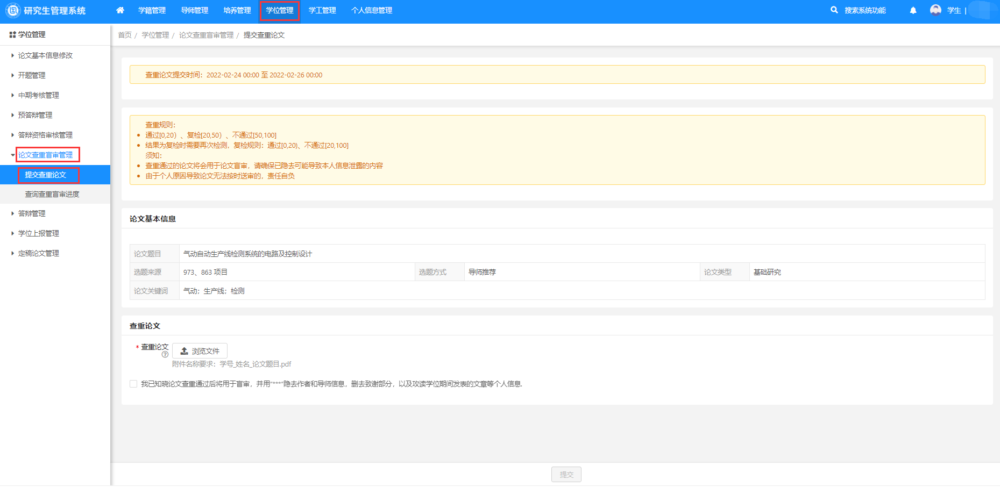 研究生管理系统
学籍管理 导师管理 培养管理 学位管理 学工管理 个人信息管理 搜索系统功能 学生 |
学位管理
首页 / 学位管理 / 论文查重盲审管理 / 提交查重论文
论文基本信息修改
开题管理
中期考核管理
预答辩管理
答辩资格审核管理
论文查重盲审管理
提交查重论文
查询查重盲审进度
答辩管理
学位上报管理
定稿论文管理
查重论文提交时间：2022-02-24 00:00 至 2022-02-26 00:00
查重规则：
通过[0,20）、复检[20,50）、不通过[50,100]
结果为复检时需要再次检测，复检规则：通过[0,20)、不通过[20,100]
须知：
查重通过的论文将会用于论文盲审，请确保已隐去可能导致本人信息泄露的内容
由于个人原因导致论文无法按时送审的，责任自负
论文基本信息
论文题目 气动自动生产线检测系统的电路及控制设计
选题来源 973、863 项目 选题方式 导师推荐 论文类型 基础研究
论文关键词 气动；生产线；检测
查重论文
* 查重论文 浏览文件
附件名称要求：学号_姓名_论文题目.pdf
我已知晓论文查重通过后将用于盲审，并用“***”隐去作者和导师信息，删去致谢部分，以及攻读学位期间发表的文章等个人信息.
提交